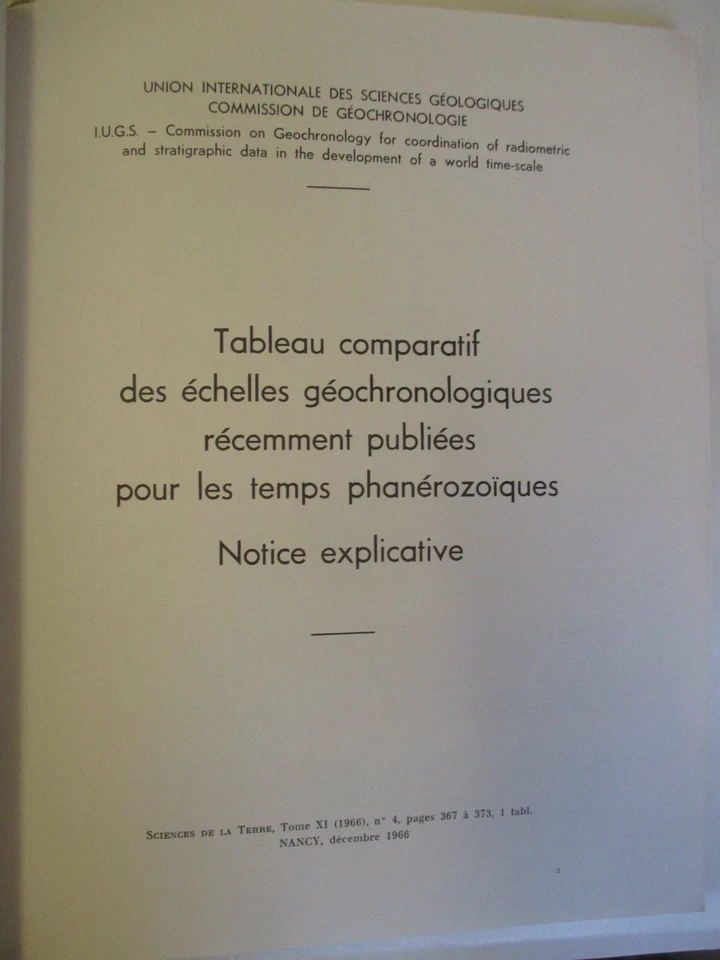 UNION INTERNATIONALE DES SCIENCES GÉOLOGIQUES
COMMISSION DE GÉOCHRONOLOGIE
I.U.G.S. — Commission on Geochronology for coordination of radiometric
and stratigraphic data in the development of a world time-scale
Tableau comparatif
des échelles géochronologiques
récemment publiées
pour les temps phanérozoïques
Notice explicative
SCIENCES DE LA TERRE, Tome XI (1966), n° 4, pages 367 à 373, 1 tabl.
NANCY, décembre 1966
2